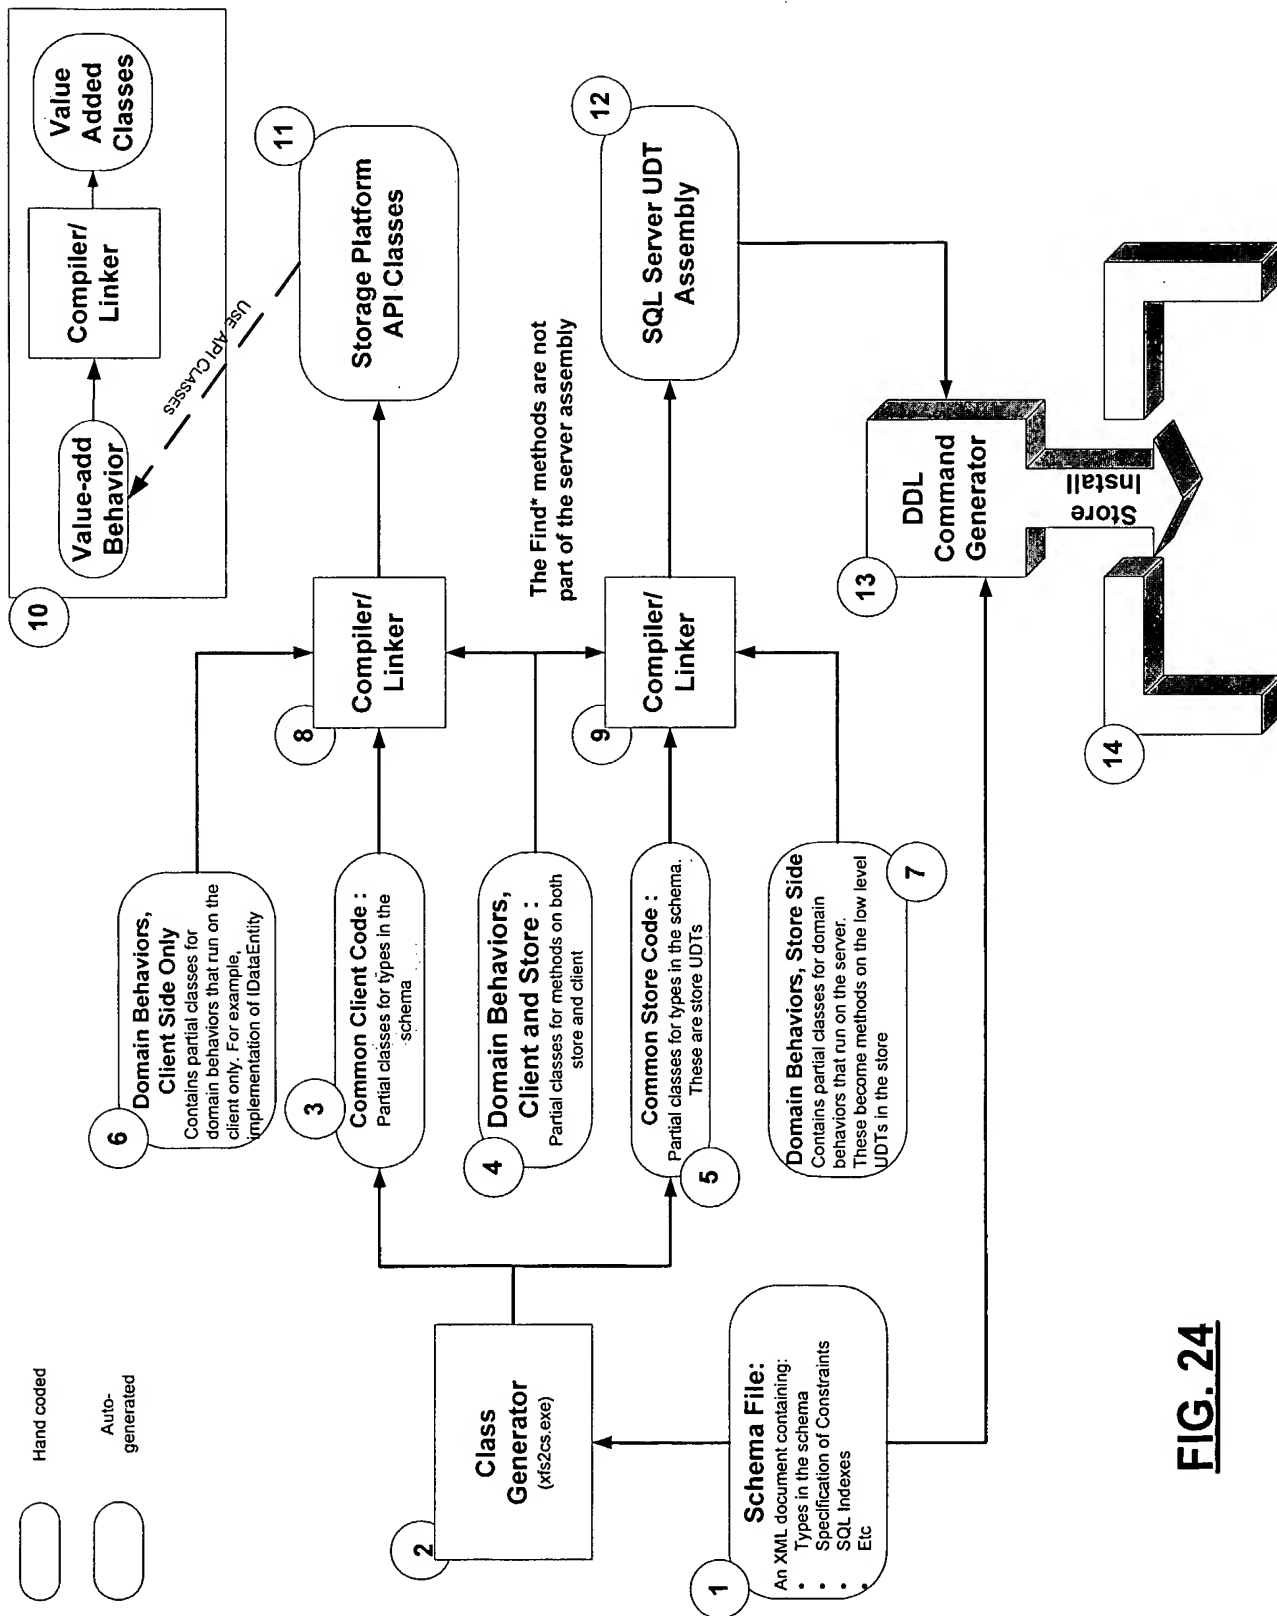 Hand coded
Auto-
generated
1
Schema File:
An XML document containing:
• Types in the schema
• Specification of Constraints
• SQL Indexes
• Etc
2
Class
Generator
(xfs2cs.exe)
6
Domain Behaviors,
Client Side Only
Contains partial classes for
domain behaviors that run on the
client only. For example,
implementation of IDataEntity
3
Common Client Code :
Partial classes for types in the
schema
4
Domain Behaviors,
Client and Store :
Partial classes for methods on both
store and client
5
Common Store Code :
Partial classes for types in the schema.
These are store UDTs
7
Domain Behaviors, Store Side
Contains partial classes for domain
behaviors that run on the server.
These become methods on the low level
UDTs in the store
8
Compiler/
Linker
9
Compiler/
Linker
The Find* methods are not
part of the server assembly
10
Value-add
Behavior
Compiler/
Linker
Value
Added
Classes
USE API CLASSES
11
Storage Platform
API Classes
12
SQL Server UDT
Assembly
13
DDL
Command
Generator
Store
Install
14
FIG. 24